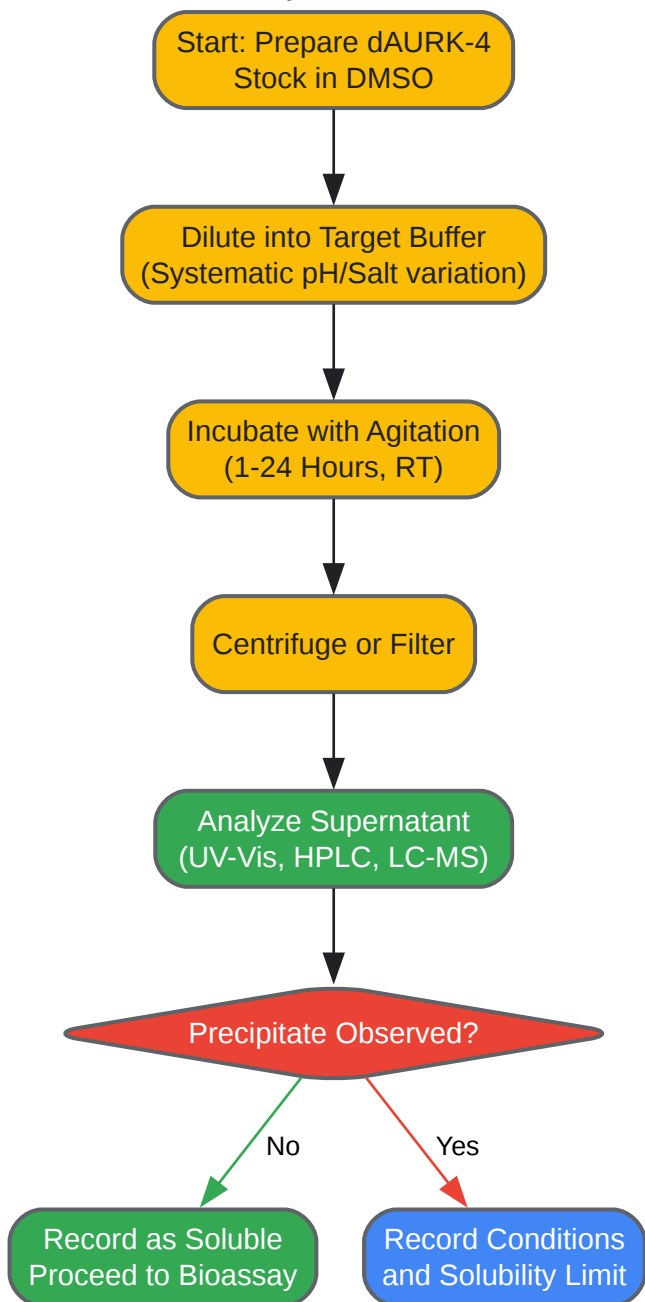 Start: Prepare dAURK-4
Stock in DMSO
Dilute into Target Buffer
(Systematic pH/Salt variation)
Incubate with Agitation
(1-24 Hours, RT)
Centrifuge or Filter
Analyze Supernatant
(UV-Vis, HPLC, LC-MS)
Precipitate Observed?
No
Yes
Record as Soluble
Proceed to Bioassay
Record Conditions
and Solubility Limit